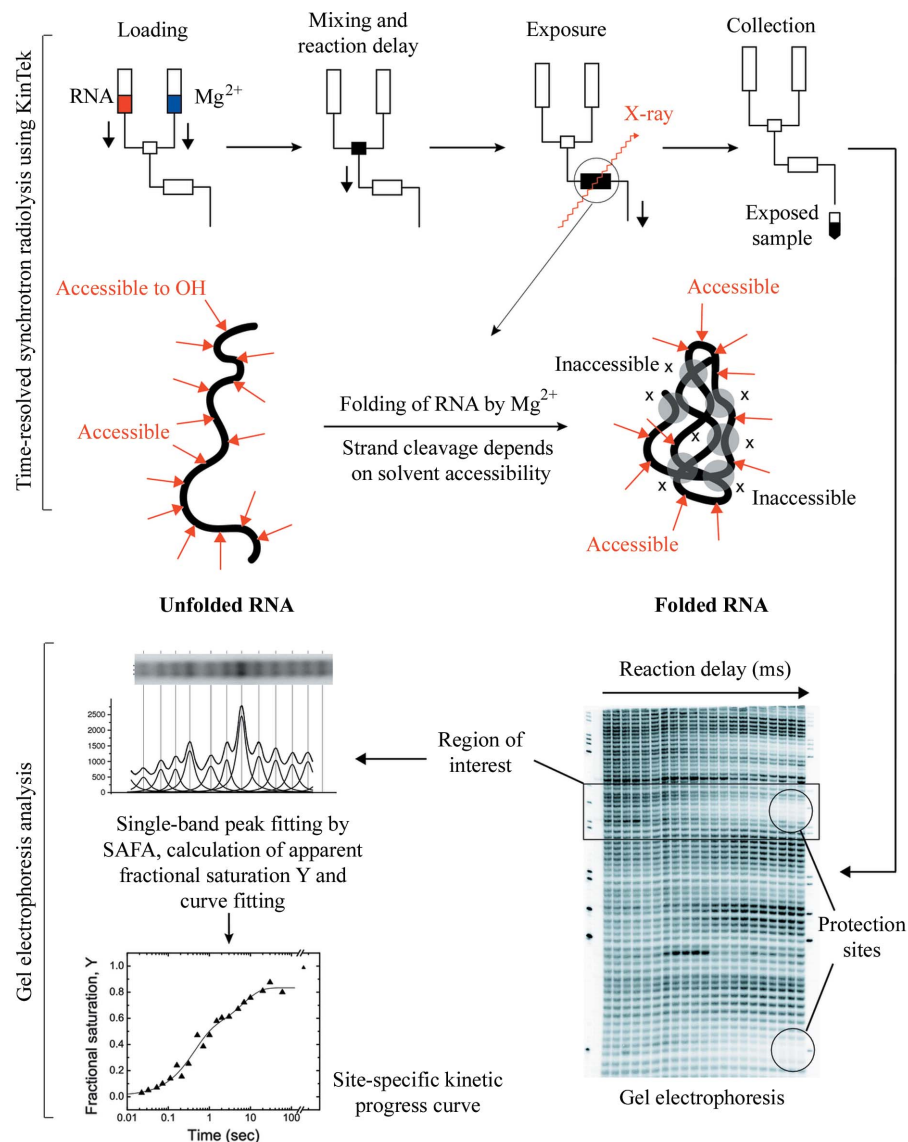 Time-resolved synchrotron radiolysis using KinTek
Loading
Mixing and
reaction delay
Exposure
Collection
RNA
Mg2+
X-ray
Exposed
sample
Accessible to OH
Accessible
Folding of RNA by Mg2+
Strand cleavage depends
on solvent accessibility
Accessible
Inaccessible
x
x
x
x
x
x
x
Inaccessible
Accessible
Unfolded RNA
Folded RNA
Gel electrophoresis analysis
2500
2000
1500
1000
500
0
Region of
interest
Reaction delay (ms)
Single-band peak fitting by
SAFA, calculation of apparent
fractional saturation Y and
curve fitting
Protection
sites
Gel electrophoresis
Fractional saturation, Y
1.0
0.8
0.6
0.4
0.2
0.0
0.01
0.1
1
10
100
Time (sec)
Site-specific kinetic
progress curve